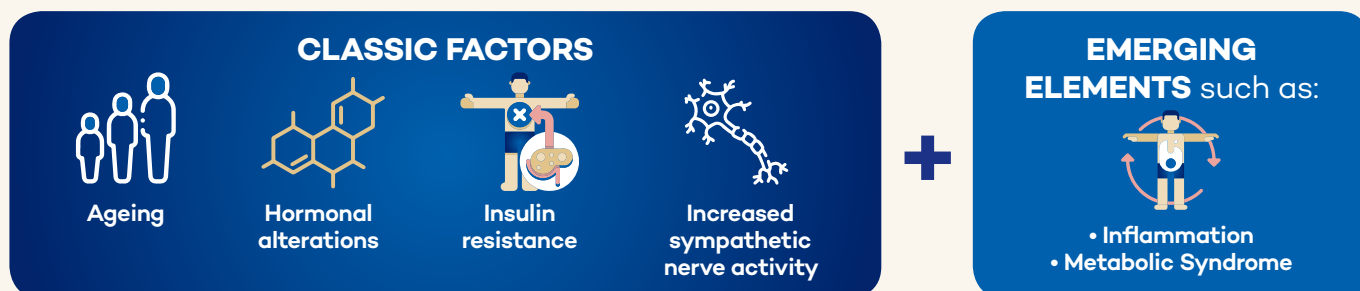 CLASSIC FACTORS
Ageing
Hormonal
alterations
Insulin
resistance
Increased
sympathetic
nerve activity
EMERGING
ELEMENTS such as:
• Inflammation
• Metabolic Syndrome